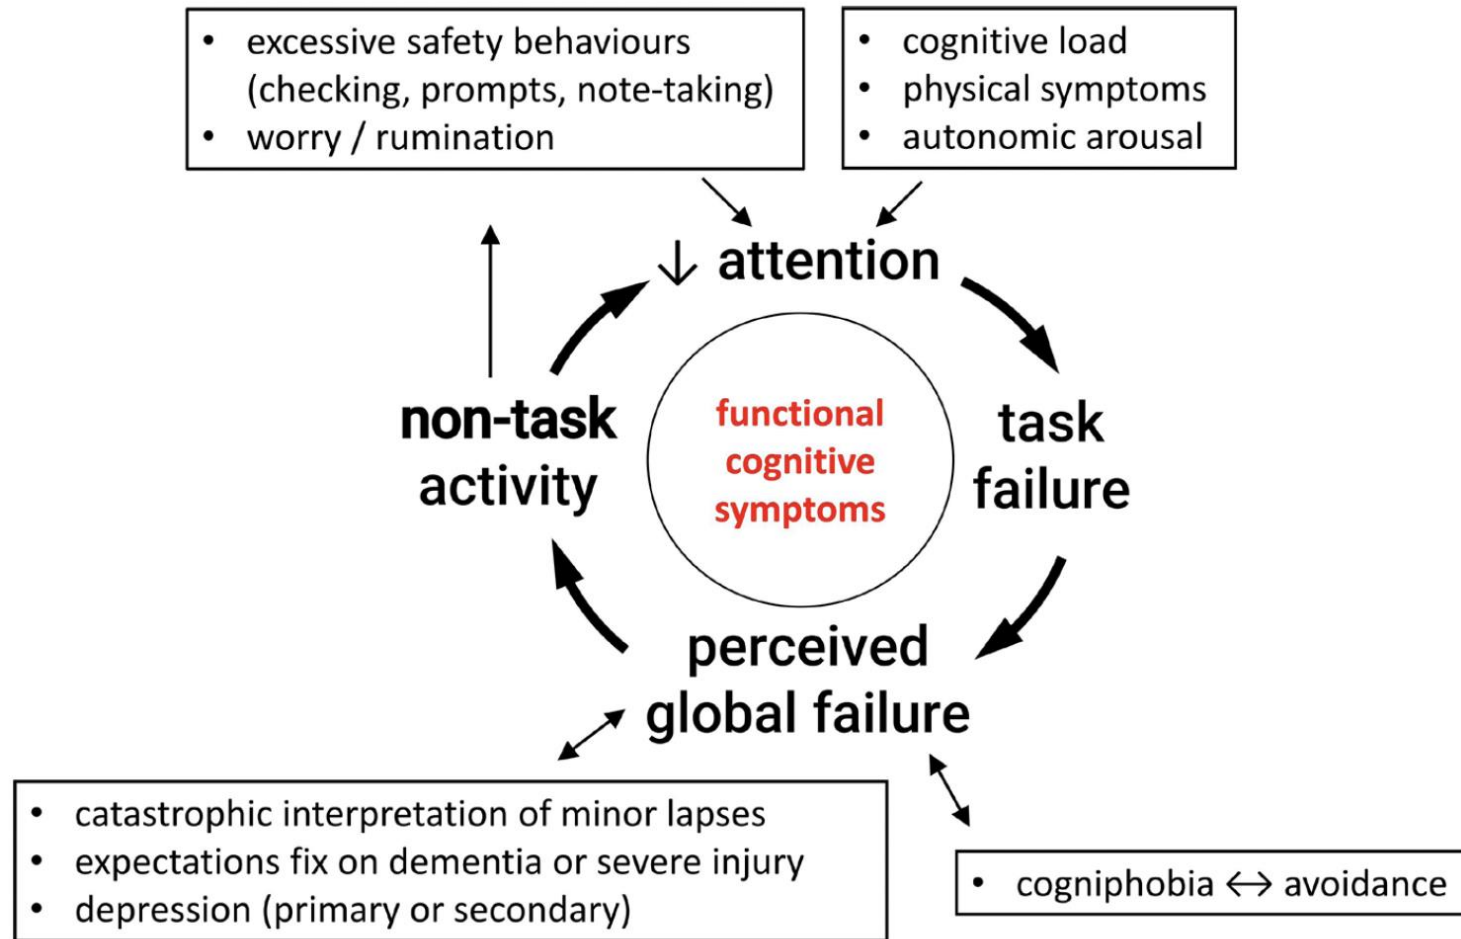 • excessive safety behaviours
(checking, prompts, note-taking)
• worry / rumination
• cognitive load
• physical symptoms
• autonomic arousal
↓ attention
non-task
activity
functional
cognitive
symptoms
task
failure
perceived
global failure
• catastrophic interpretation of minor lapses
• expectations fix on dementia or severe injury
• depression (primary or secondary)
• cogniphobia ↔ avoidance